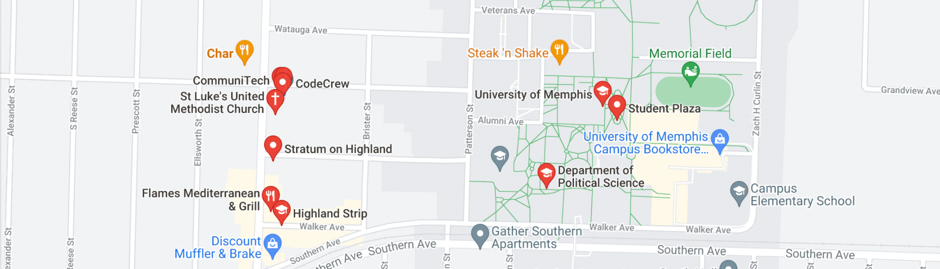 Veterans Ave
Watauga Ave
Char
Steak 'n Shake
Memorial Field
CommuniTech
CodeCrew
University of Memphis
Grandview Ave
St Luke's United
Methodist Church
Student Plaza
Alumni Ave
University of Memphis
Campus Bookstore...
Stratum on Highland
Department of
Political Science
Flames Mediterranean
& Grill
Highland Strip
Campus
Elementary School
Walker Ave
Walker Ave
Gather Southern
Apartments
Discount
Muffler & Brake
Southern Ave
Southern Ave
Southern Ave
Alexander St
S Reese St
Prescott St
Ellsworth St
Brister St
Patterson St
Zach H Curlin St